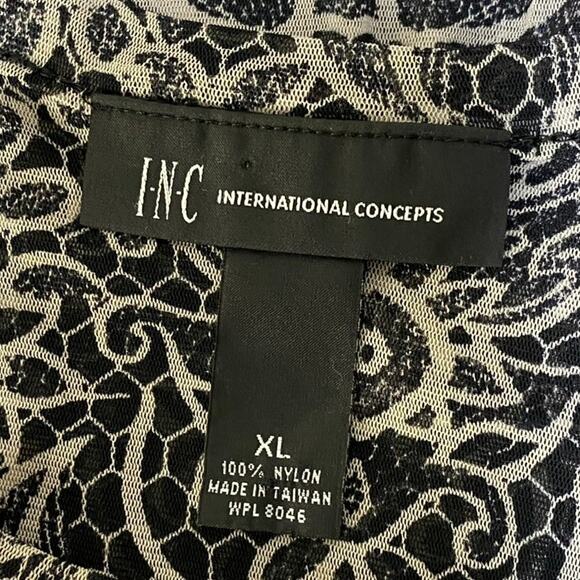 I·N·C INTERNATIONAL CONCEPTS
XL
100% NYLON
MADE IN TAIWAN
WPL 8046